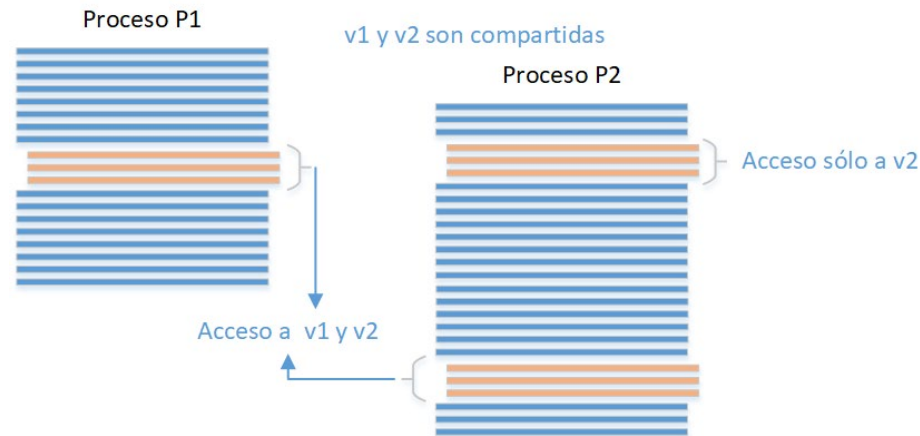 Proceso P1
v1 y v2 son compartidas
Proceso P2
Acceso sólo a v2
Acceso a v1 y v2